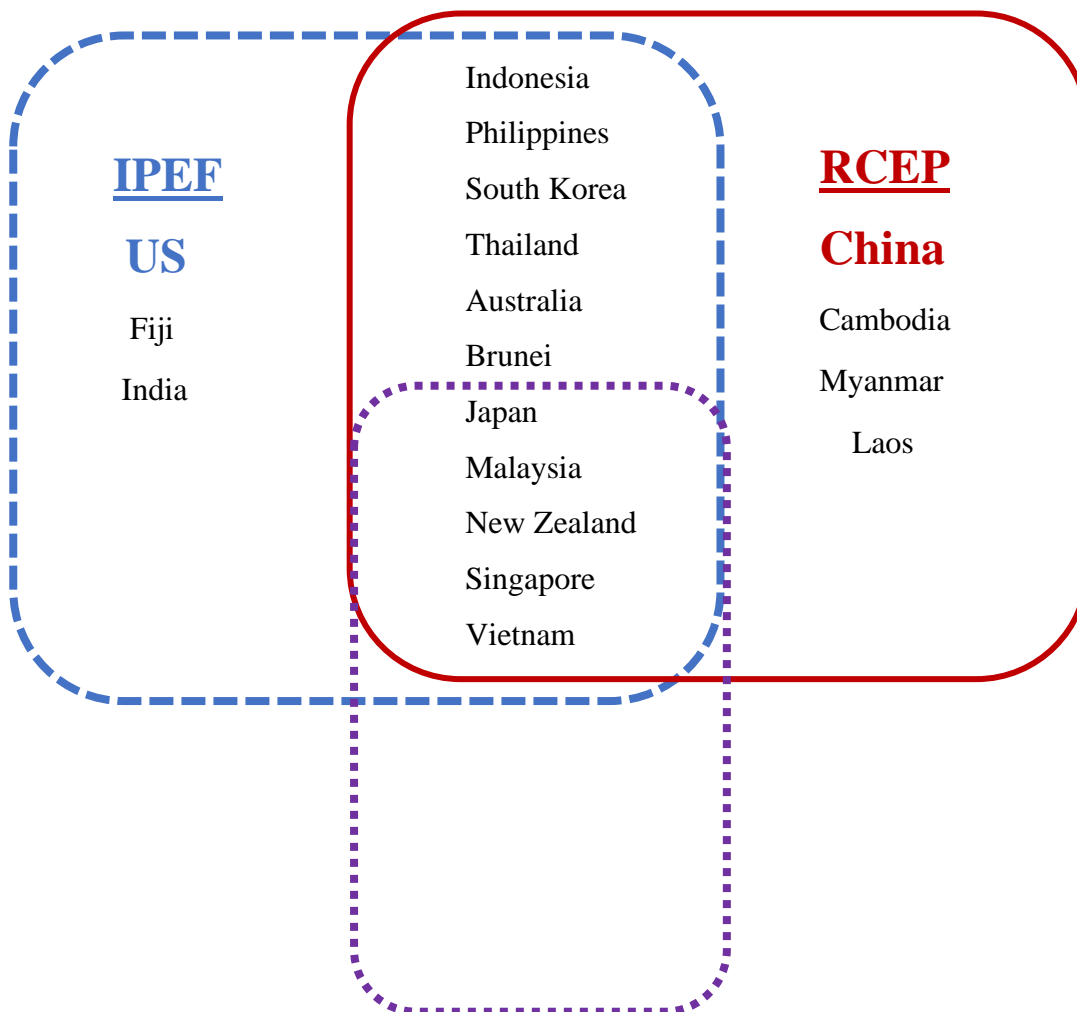 IPEF
US
Fiji
India
Indonesia
Philippines
South Korea
Thailand
Australia
Brunei
Japan
Malaysia
New Zealand
Singapore
Vietnam
RCEP
China
Cambodia
Myanmar
Laos